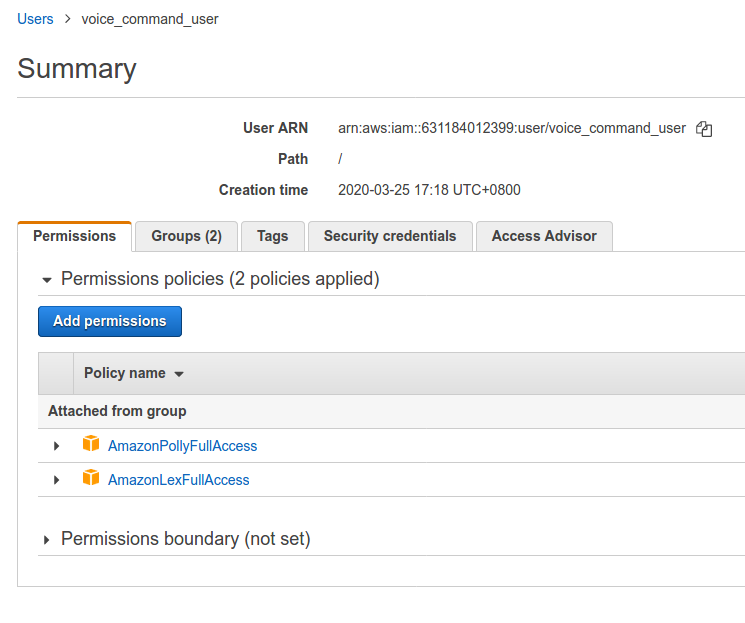 Users > voice_command_user
Summary
User ARN arn:aws:iam::631184012399:user/voice_command_user
Path /
Creation time 2020-03-25 17:18 UTC+0800
Permissions Groups (2) Tags Security credentials Access Advisor
Permissions policies (2 policies applied)
Add permissions
Policy name
Attached from group
AmazonPollyFullAccess
AmazonLexFullAccess
Permissions boundary (not set)